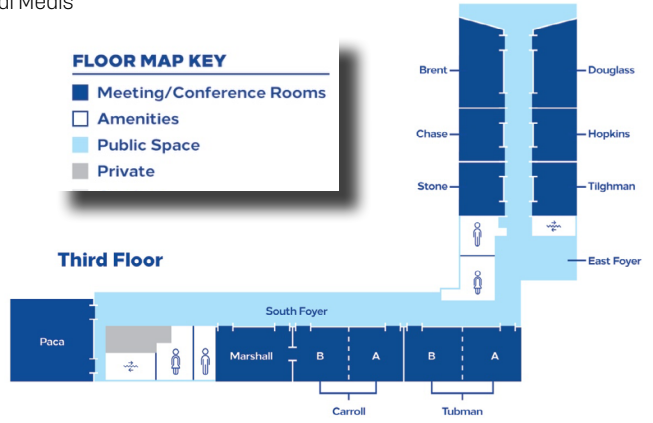 FLOOR MAP KEY
Meeting/Conference Rooms
Amenities
Public Space
Private
Brent
Douglass
Chase
Hopkins
Stone
Tilghman
East Foyer
Third Floor
South Foyer
Paca
Marshall
B
A
B
A
Carroll
Tubman